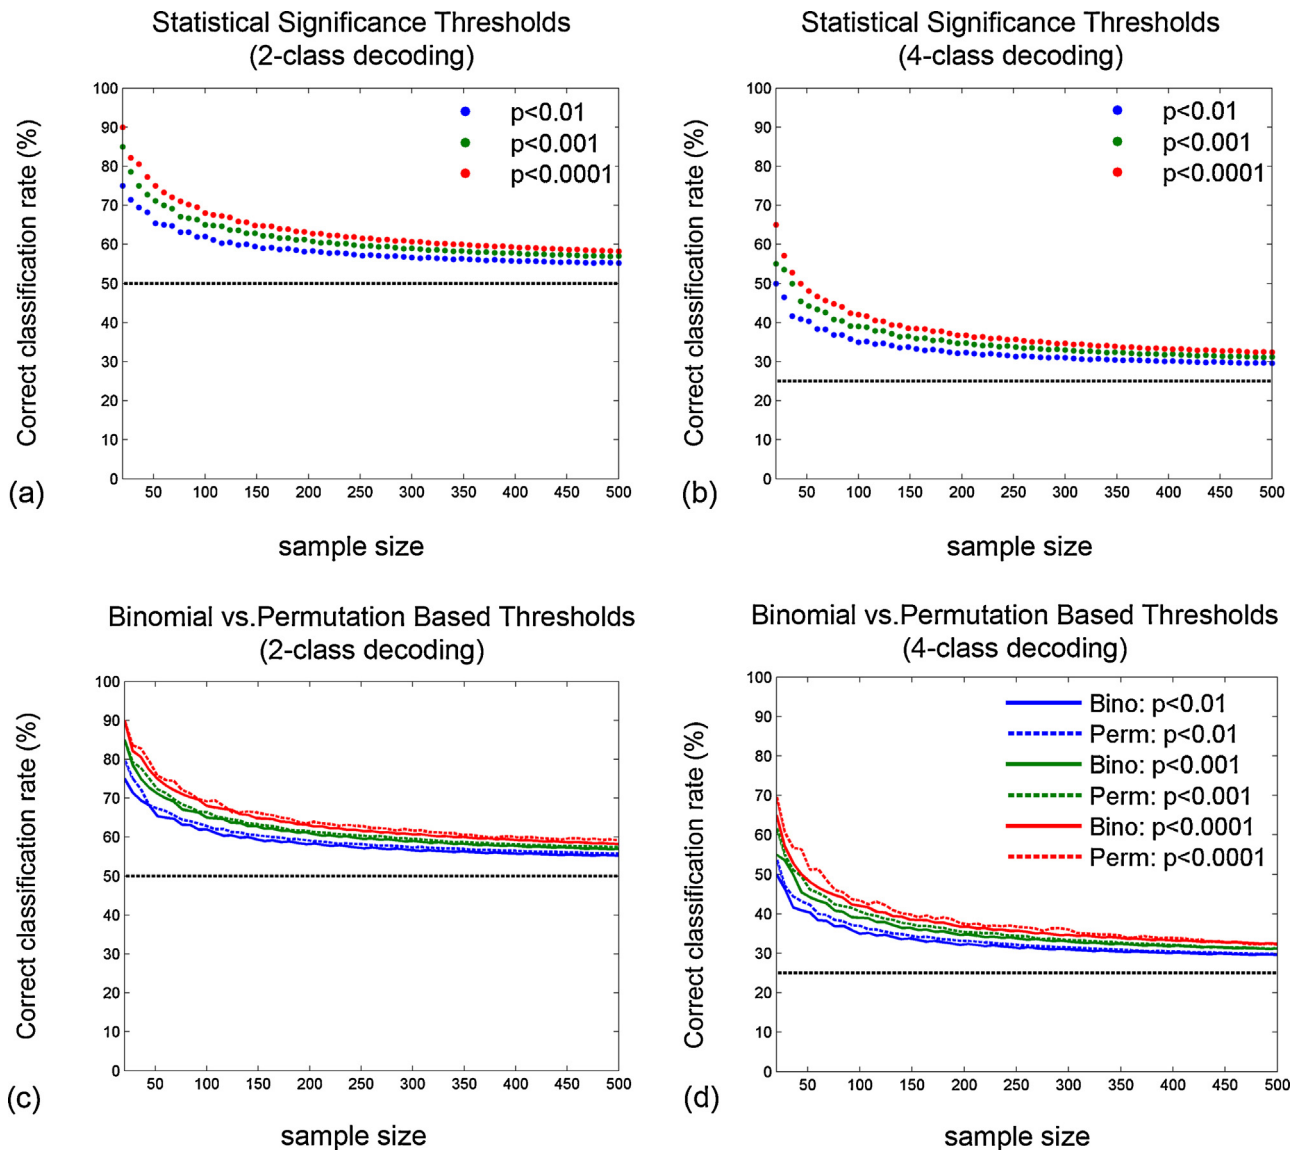 Statistical Significance Thresholds
(2-class decoding)
Correct classification rate (%)
100
90
80
70
60
50
40
30
20
10
0
p<0.01
p<0.001
p<0.0001
50 100 150 200 250 300 350 400 450 500
sample size
(a)
Statistical Significance Thresholds
(4-class decoding)
Correct classification rate (%)
100
90
80
70
60
50
40
30
20
10
0
p<0.01
p<0.001
p<0.0001
50 100 150 200 250 300 350 400 450 500
sample size
(b)
Binomial vs.Permutation Based Thresholds
(2-class decoding)
Correct classification rate (%)
100
90
80
70
60
50
40
30
20
10
0
50 100 150 200 250 300 350 400 450 500
sample size
(c)
Binomial vs.Permutation Based Thresholds
(4-class decoding)
Correct classification rate (%)
100
90
80
70
60
50
40
30
20
10
0
Bino: p<0.01
Perm: p<0.01
Bino: p<0.001
Perm: p<0.001
Bino: p<0.0001
Perm: p<0.0001
50 100 150 200 250 300 350 400 450 500
sample size
(d)